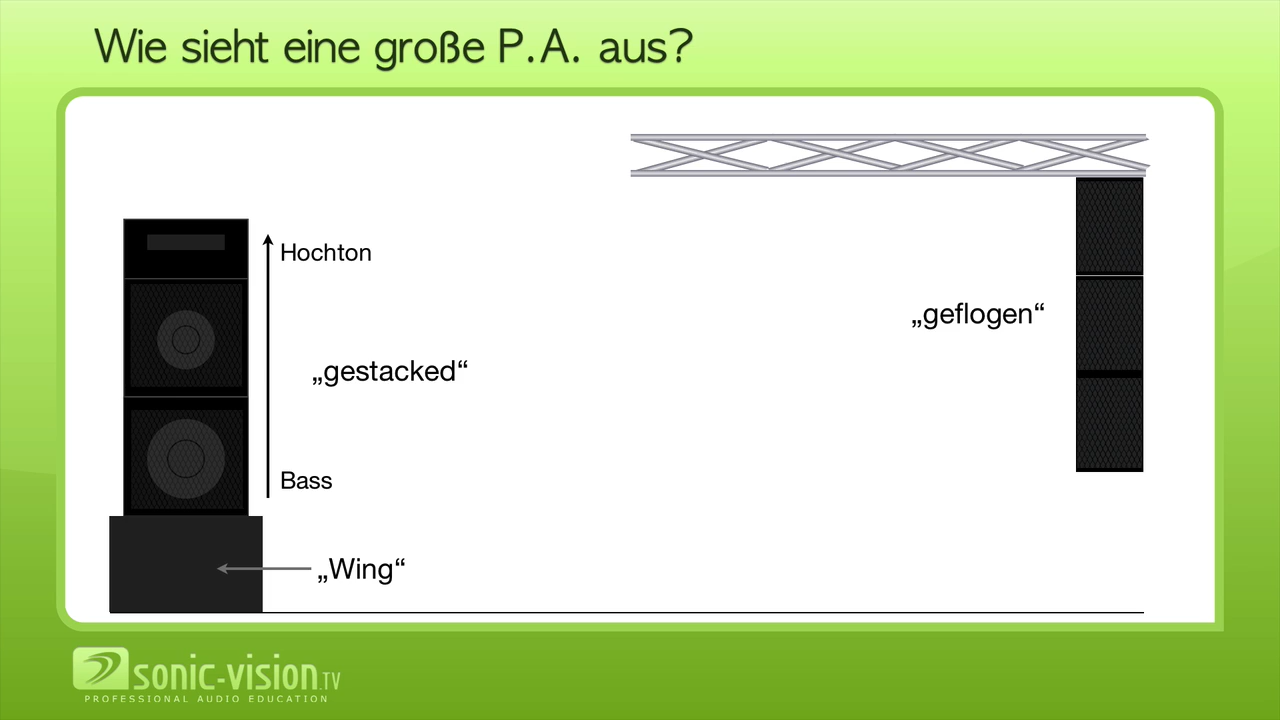 Wie sieht eine große P.A. aus?
Hochton
„geflogen“
„gestacked“
Bass
„Wing“
sonic-vision.TV
PROFESSIONAL AUDIO EDUCATION